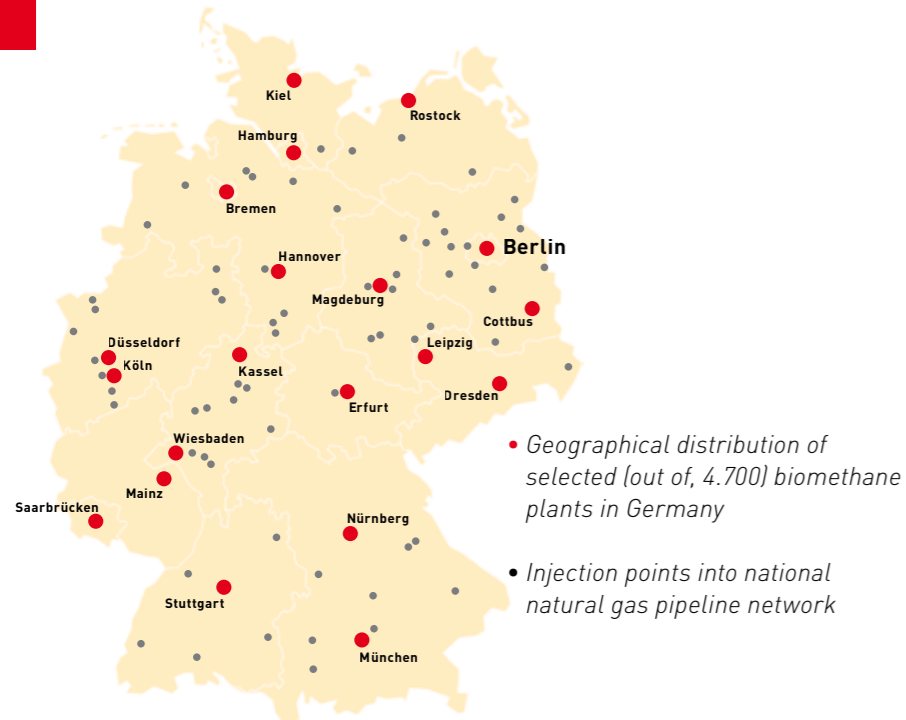 Kiel
Rostock
Hamburg
Bremen
Berlin
Hannover
Magdeburg
Cottbus
Düsseldorf
Leipzig
Köln
Kassel
Dresden
Erfurt
Wiesbaden
Geographical distribution of
selected (out of, 4.700) biomethane
plants in Germany
Mainz
Saarbrücken
Nürnberg
Injection points into national
natural gas pipeline network
Stuttgart
München